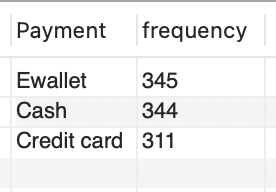 Payment frequency
Ewallet 345
Cash 344
Credit card 311